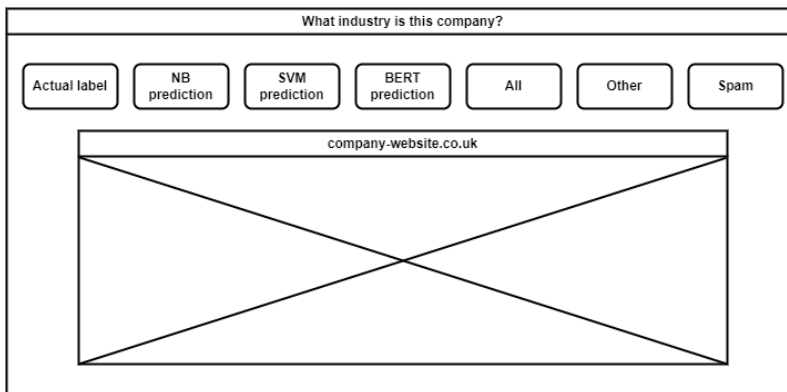 What industry is this company?
Actual label
NB
prediction
SVM
prediction
BERT
prediction
All
Other
Spam
company-website.co.uk